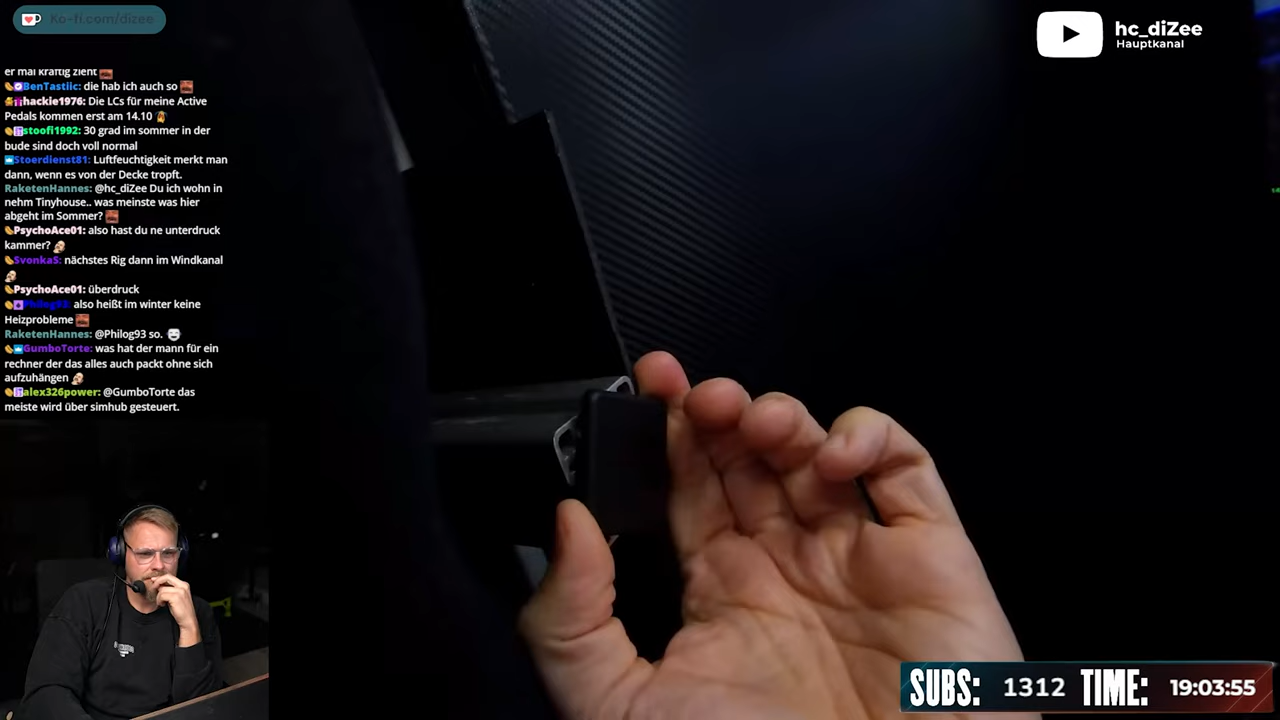 Ko-fi.com/dizee
hc_diZee
Hauptkanal
er mal kräftig zieht
BenTastiic: die hab ich auch so
hackie1976: Die LCs für meine Active
Pedals kommen erst am 14.10
stoofi1992: 30 grad im sommer in der
bude sind doch voll normal
Stoerdienst81: Luftfeuchtigkeit merkt man
dann, wenn es von der Decke tropft.
RaketenHannes: @hc_diZee Du ich wohn in
nehm Tinyhouse.. was meinste was hier
abgeht im Sommer?
PsychoAce01: also hast du ne unterdruck
kammer?
SvonkaS: nächstes Rig dann im Windkanal
PsychoAce01: überdruck
Philog93: also heißt im winter keine
Heizprobleme
RaketenHannes: @Philog93 so.
GumboTorte: was hat der mann für ein
rechner der das alles auch packt ohne sich
aufzuhängen
alex326power: @GumboTorte das
meiste wird über simhub gesteuert.
SUBS: 1312 TIME: 19:03:55